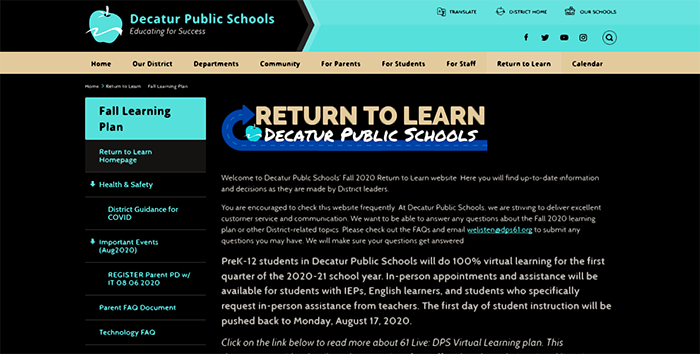 Decatur Public Schools
Educating for Success
TRANSLATE
DISTRICT HOME
OUR SCHOOLS
Home
Our District
Departments
Community
For Parents
For Students
For Staff
Return to Learn
Calendar
Home > Return to Learn Fall Learning Plan
Fall Learning
Plan
Return to Learn
Homepage
Health & Safety
District Guidance for
COVID
Important Events
(Aug2020)
REGISTER Parent PD w/
IT 08 06 2020
Parent FAQ Document
Technology FAQ
RETURN TO LEARN
DECATUR PUBLIC SCHOOLS
Welcome to Decatur Public Schools' Fall 2020 Return to Learn website Here you will find up-to-date information
and decisions as they are made by District leaders.
You are encouraged to check this website frequently. At Decatur Public Schools, we are striving to deliver excellent
customer service and communication. We want to be able to answer any questions about the Fall 2020 learning
plan or other District-related topics. Please check out the FAQs and email welisten@dps61.org to submit any
questions you may have. We will make sure your questions get answered
PreK-12 students in Decatur Public Schools will do 100% virtual learning for the first
quarter of the 2020-21 school year. In-person appointments and assistance will be
available for students with IEPs, English learners, and students who specifically
request in-person assistance from teachers. The first day of student instruction will be
pushed back to Monday, August 17, 2020.
Click on the link below to read more about 61 Live: DPS Virtual Learning plan. This